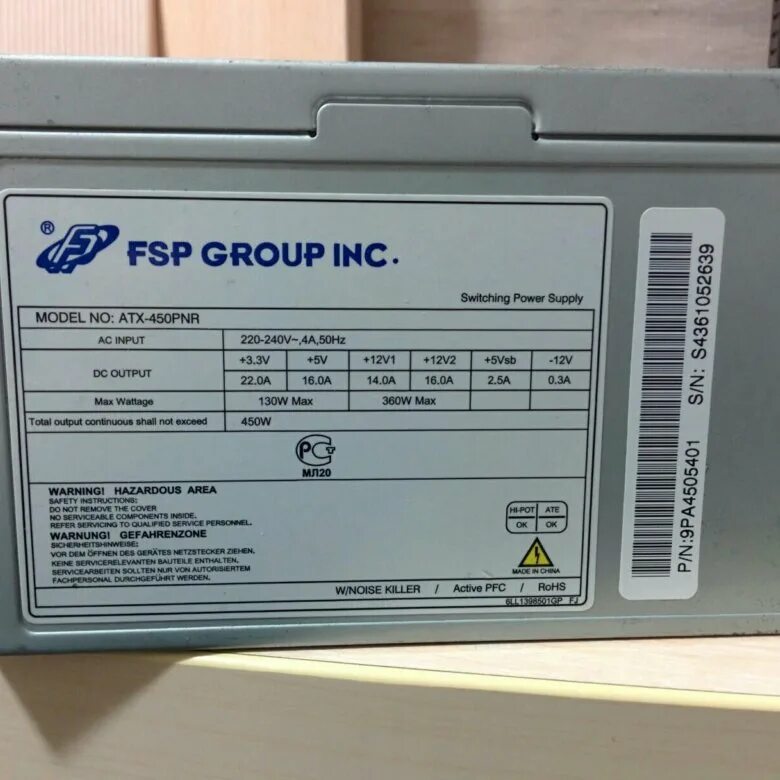 ® FSP GROUP INC.
Switching Power Supply
MODEL NO: ATX-450PNR
AC INPUT 220-240V~,4A,50Hz
DC OUTPUT +3.3V +5V +12V1 +12V2 +5Vsb -12V
22.0A 16.0A 14.0A 16.0A 2.5A 0.3A
Max Wattage 130W Max 360W Max
Total output continuous shall not exceed 450W
РСТ
МЛ20
WARNING! HAZARDOUS AREA
SAFETY INSTRUCTIONS:
DO NOT REMOVE THE COVER
NO SERVICEABLE COMPONENTS INSIDE.
REFER SERVICING TO QUALIFIED SERVICE PERSONNEL.
WARNUNG! GEFAHRENZONE
SICHERHEITSHINWEISE:
VOR DEM ÖFFNEN DES GERÄTES NETZSTECKER ZIEHEN,
KEINE SERVICERELEVANTEN BAUTEILE ENTHALTEN,
SERVICEARBEITEN SOLLTEN NUR VON AUTORISIERTEM
FACHPERSONAL DURCHGEFÜHRT WERDEN.
HI-POT ATE
OK OK
MADE IN CHINA
W/NOISE KILLER / Active PFC / RoHS
6LL1398501GP FJ
P/N:9PA4505401 S/N: S4361052639